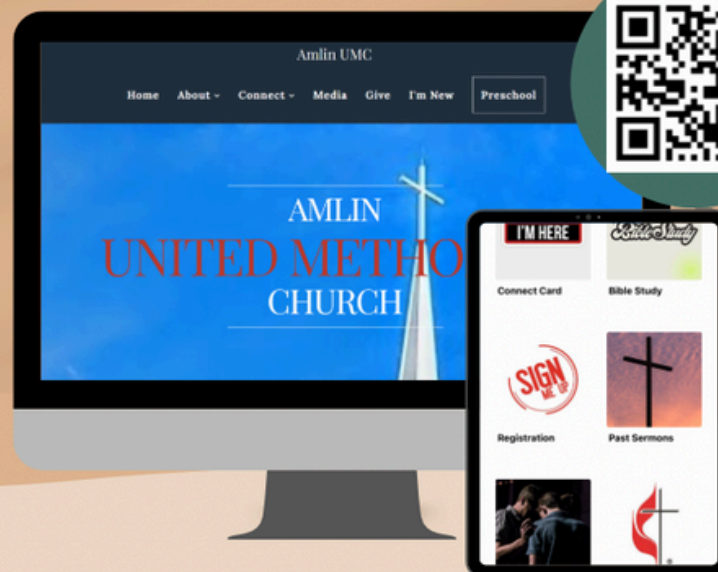 Amlin UMC
Home About Connect Media Give I'm New Preschool
AMLIN
UNITED METHO
CHURCH
I'M HERE
Bible Study
Connect Card
Bible Study
SIGN
ME UP
Registration
Past Sermons